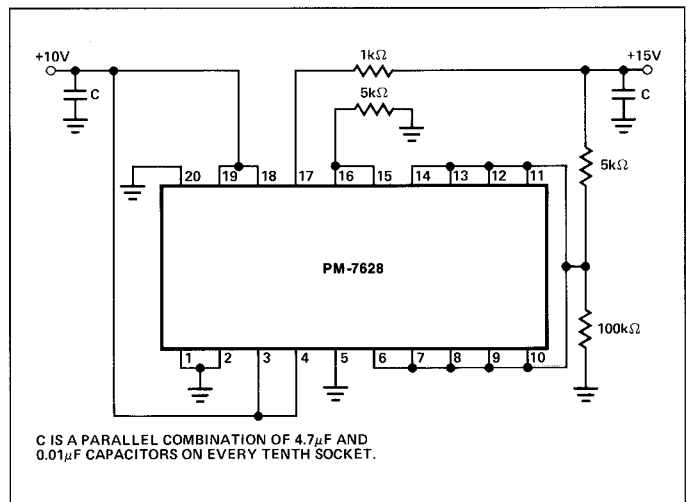 +10V
1kΩ
+15V
C
5kΩ
C
20
19
18
17
16
15
14
13
12
11
5kΩ
PM-7628
100kΩ
1
2
3
4
5
6
7
8
9
10
C IS A PARALLEL COMBINATION OF 4.7μF AND
0.01μF CAPACITORS ON EVERY TENTH SOCKET.